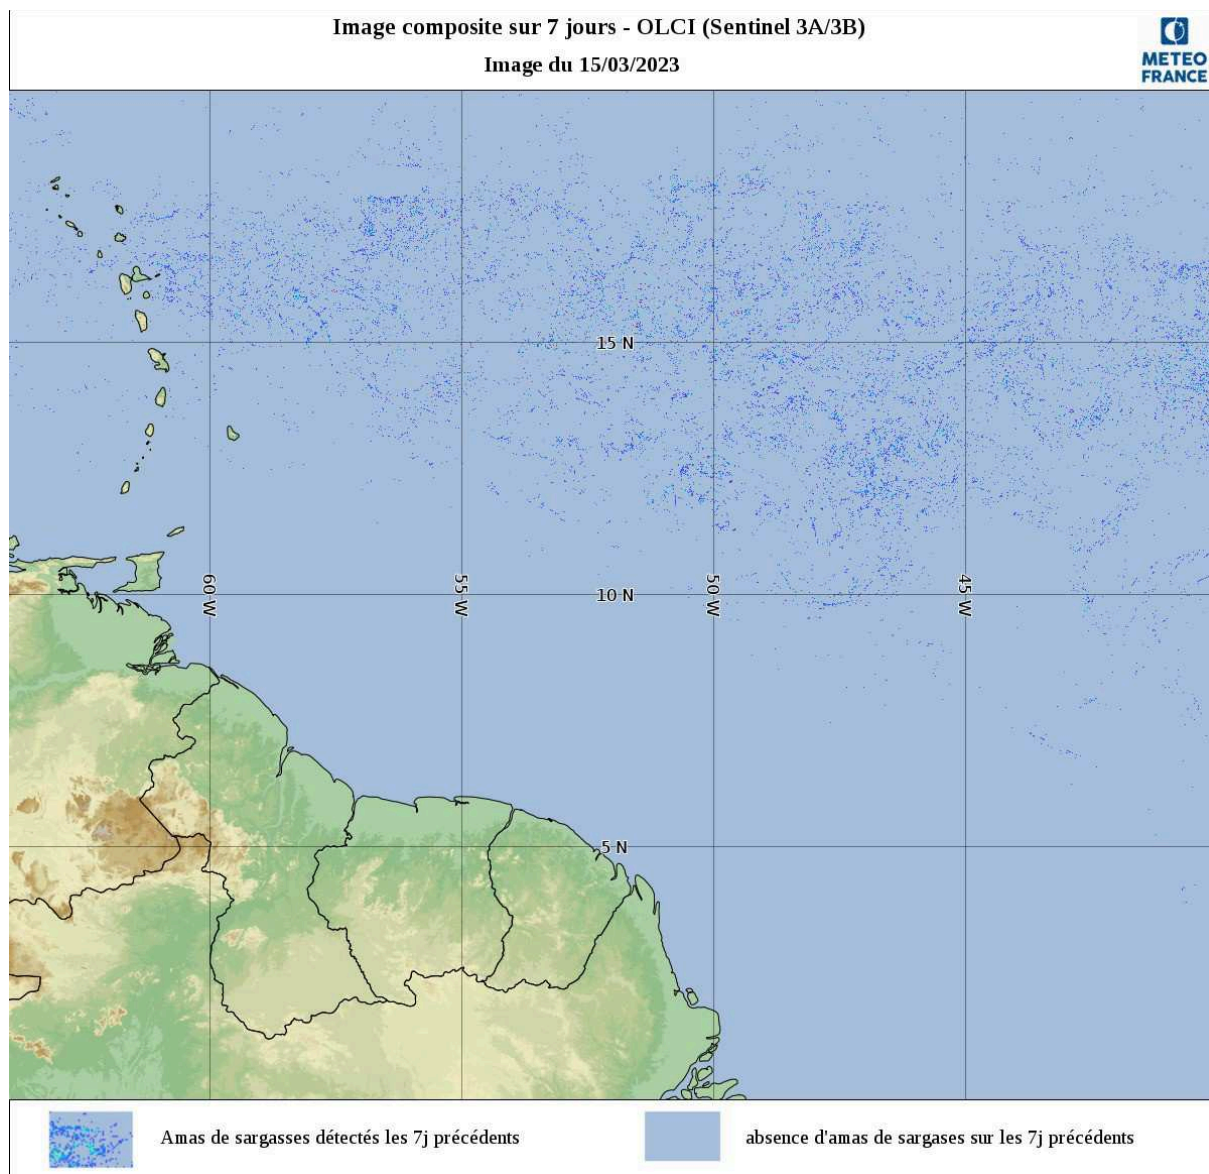 Image composite sur 7 jours - OLCI (Sentinel 3A/3B)
Image du 15/03/2023
METEO
FRANCE
15 N
60 W
55 W
10 N
50 W
45 W
5 N
Amas de sargasses détectés les 7j précédents
absence d'amas de sargases sur les 7j précédents